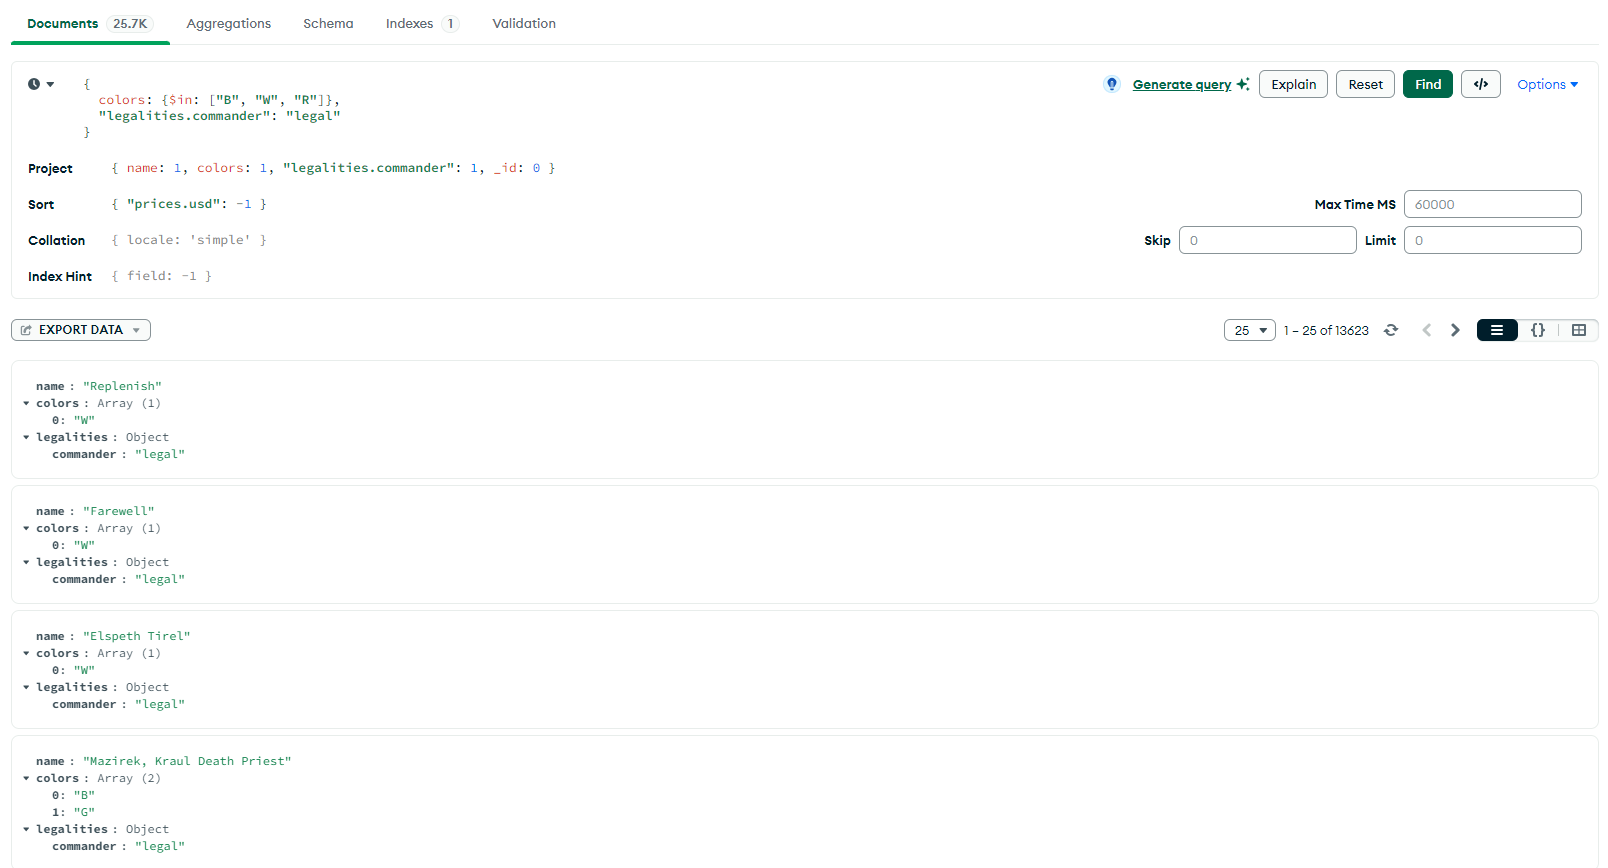 Documents 25.7K Aggregations Schema Indexes 1 Validation
{
colors: {$in: ["B", "W", "R"]},
"legalities.commander": "legal"
}
Generate query Explain Reset Find </> Options
Project { name: 1, colors: 1, "legalities.commander": 1, _id: 0 }
Sort { "prices.usd": -1 } Max Time MS 60000
Collation { locale: 'simple' } Skip 0 Limit 0
Index Hint { field: -1 }
EXPORT DATA 25 1 – 25 of 13623 {}
name : "Replenish"
colors : Array (1)
0: "W"
legalities : Object
commander : "legal"
name : "Farewell"
colors : Array (1)
0: "W"
legalities : Object
commander : "legal"
name : "Elspeth Tirel"
colors : Array (1)
0: "W"
legalities : Object
commander : "legal"
name : "Mazirek, Kraul Death Priest"
colors : Array (2)
0: "B"
1: "G"
legalities : Object
commander : "legal"